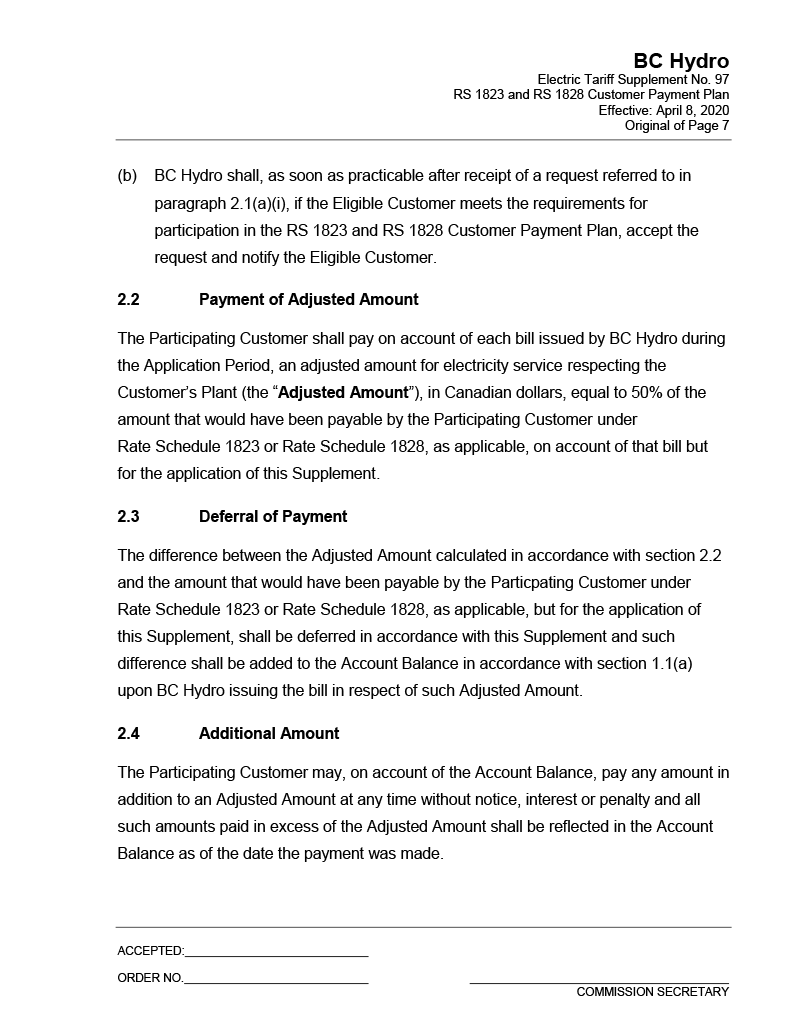 BC Hydro
Electric Tariff Supplement No. 97
RS 1823 and RS 1828 Customer Payment Plan
Effective: April 8, 2020
Original of Page 7
(b) BC Hydro shall, as soon as practicable after receipt of a request referred to in
paragraph 2.1(a)(i), if the Eligible Customer meets the requirements for
participation in the RS 1823 and RS 1828 Customer Payment Plan, accept the
request and notify the Eligible Customer.
2.2 Payment of Adjusted Amount
The Participating Customer shall pay on account of each bill issued by BC Hydro during
the Application Period, an adjusted amount for electricity service respecting the
Customer’s Plant (the “Adjusted Amount”), in Canadian dollars, equal to 50% of the
amount that would have been payable by the Participating Customer under
Rate Schedule 1823 or Rate Schedule 1828, as applicable, on account of that bill but
for the application of this Supplement.
2.3 Deferral of Payment
The difference between the Adjusted Amount calculated in accordance with section 2.2
and the amount that would have been payable by the Particpating Customer under
Rate Schedule 1823 or Rate Schedule 1828, as applicable, but for the application of
this Supplement, shall be deferred in accordance with this Supplement and such
difference shall be added to the Account Balance in accordance with section 1.1(a)
upon BC Hydro issuing the bill in respect of such Adjusted Amount.
2.4 Additional Amount
The Participating Customer may, on account of the Account Balance, pay any amount in
addition to an Adjusted Amount at any time without notice, interest or penalty and all
such amounts paid in excess of the Adjusted Amount shall be reflected in the Account
Balance as of the date the payment was made.
ACCEPTED:
ORDER NO.
COMMISSION SECRETARY